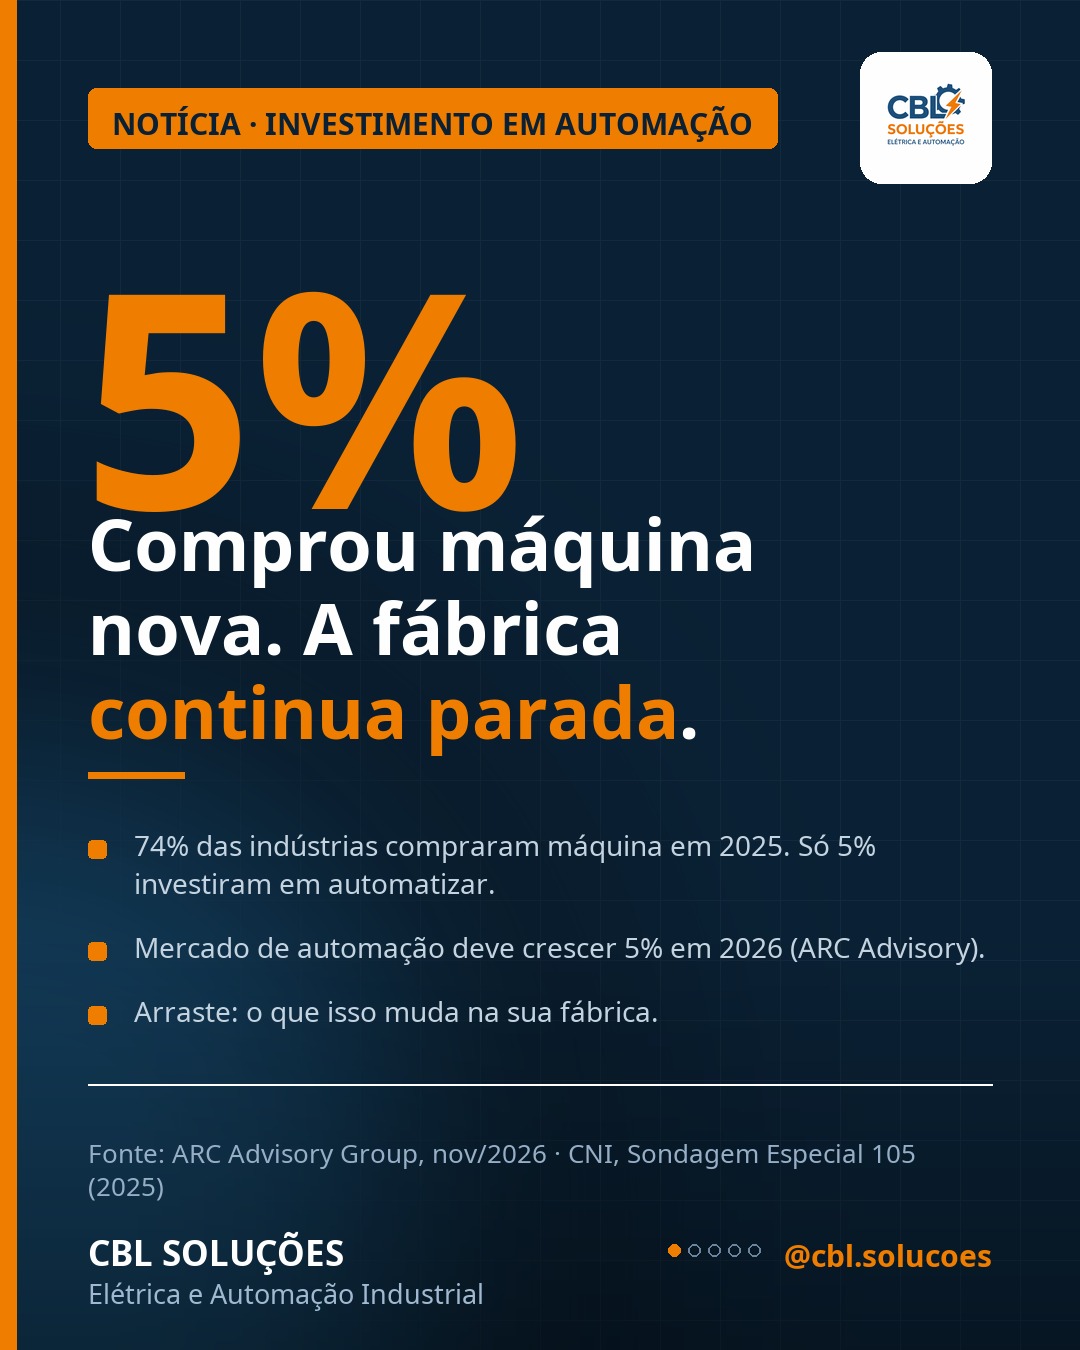 NOTÍCIA · INVESTIMENTO EM AUTOMAÇÃO
CBL
SOLUÇÕES
ELÉTRICA E AUTOMAÇÃO
5%
Comprou máquina
nova. A fábrica
continua parada.
74% das indústrias compraram máquina em 2025. Só 5%
investiram em automatizar.
Mercado de automação deve crescer 5% em 2026 (ARC Advisory).
Arraste: o que isso muda na sua fábrica.
Fonte: ARC Advisory Group, nov/2026 · CNI, Sondagem Especial 105
(2025)
CBL SOLUÇÕES
@cbl.solucoes
Elétrica e Automação Industrial